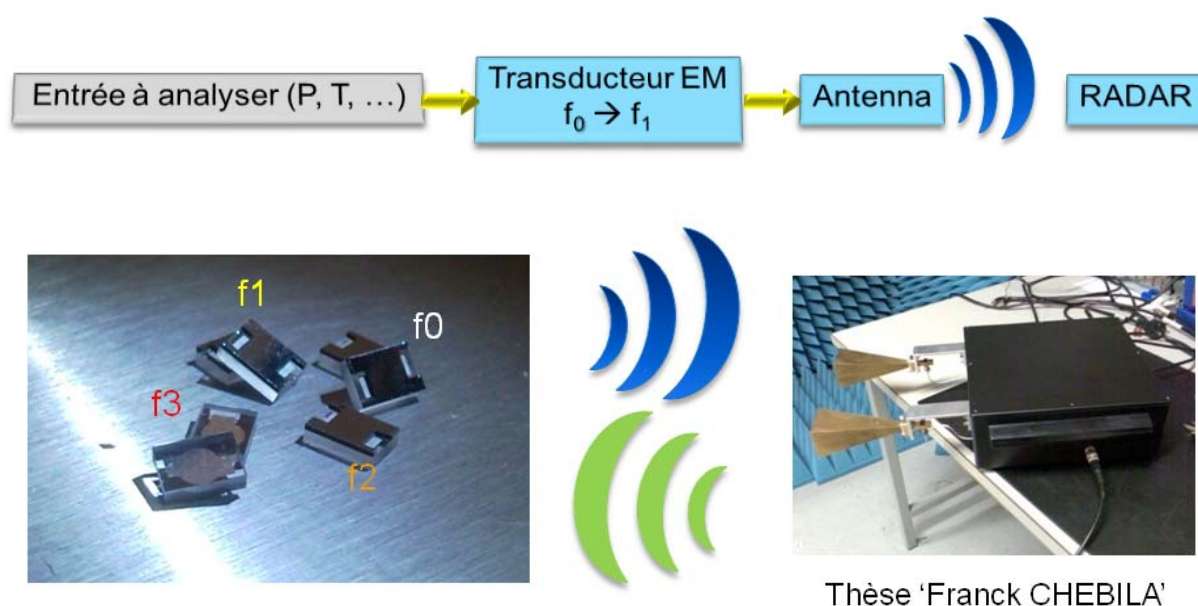 Entrée à analyser (P, T, ...)
Transducteur EM
f₀ → f₁
Antenna
RADAR
f1
f0
f3
f2
Thèse ‘Franck CHEBILA’